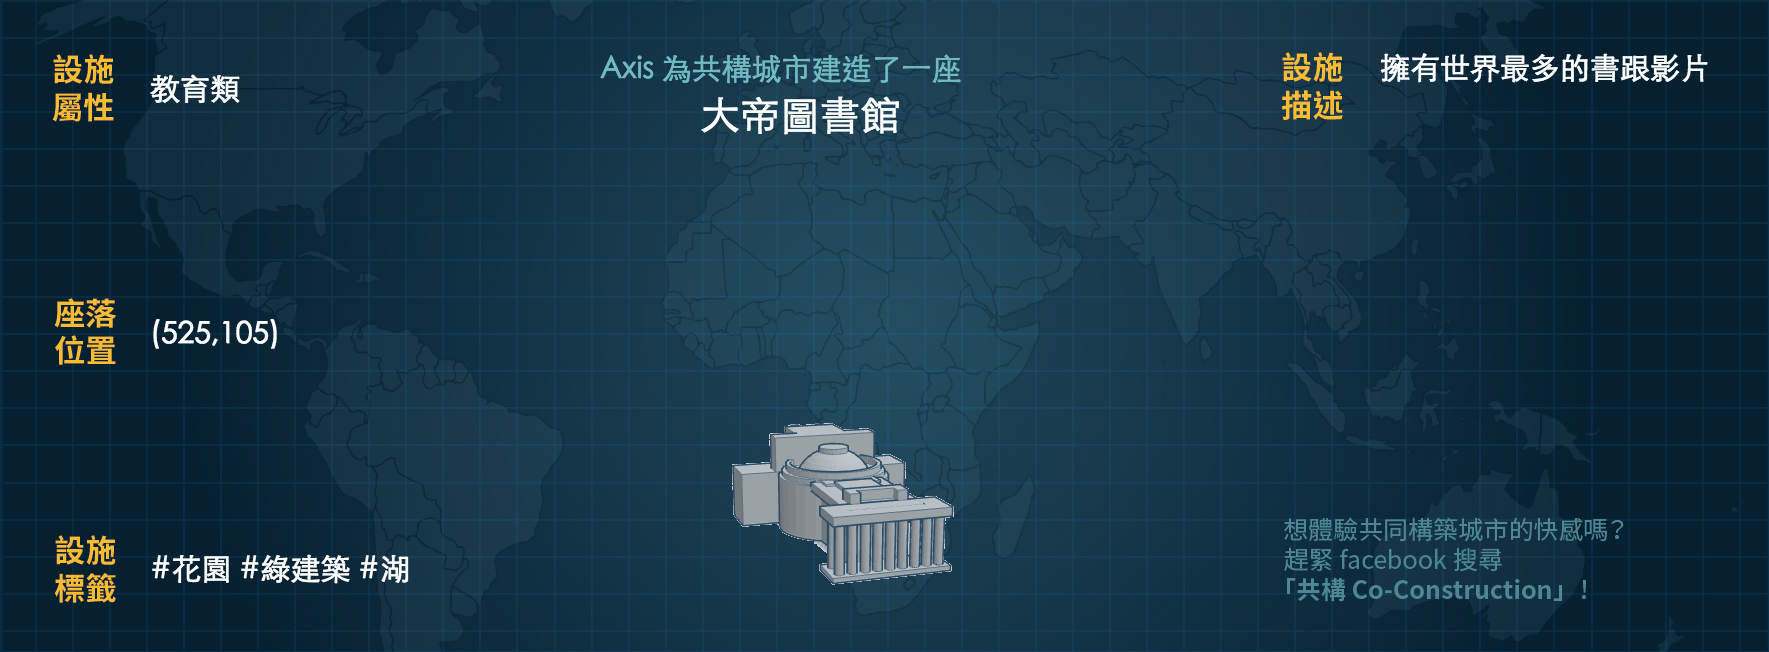 設施
屬性
教育類
Axis 為共構城市建造了一座
大帝圖書館
設施
描述
擁有世界最多的書跟影片
座落
位置
(525,105)
設施
標籤
#花園 #綠建築 #湖
想體驗共同構築城市的快感嗎？
趕緊 facebook 搜尋
「共構 Co-Construction」！